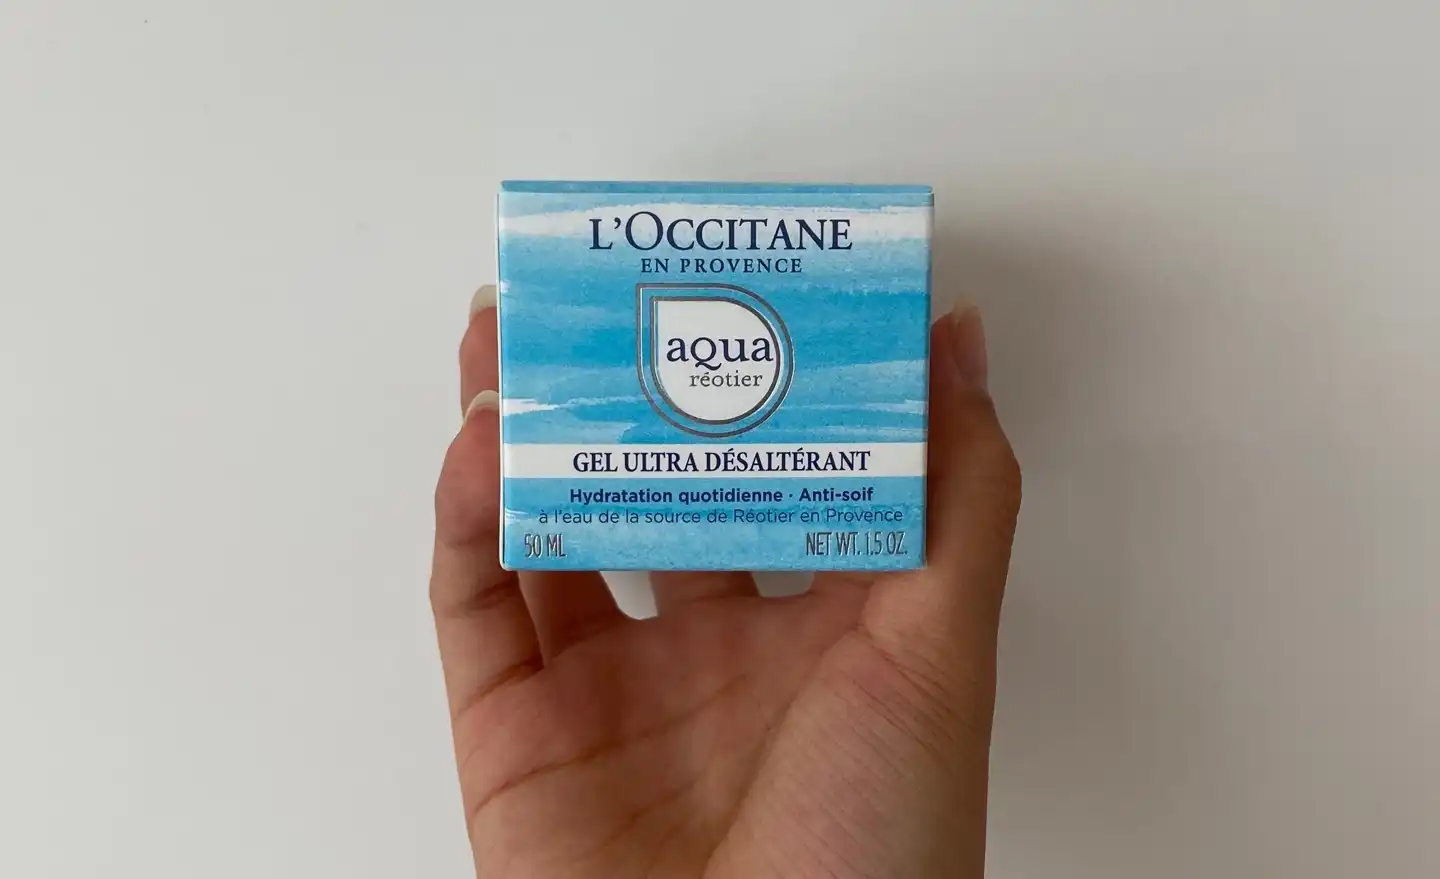 L'OCCITANE
EN PROVENCE
aqua
réotier
GEL ULTRA DÉSALTÉRANT
Hydratation quotidienne · Anti-soif
à l'eau de la source de Réotier en Provence
50 ML
NET WT. 1.5 OZ.